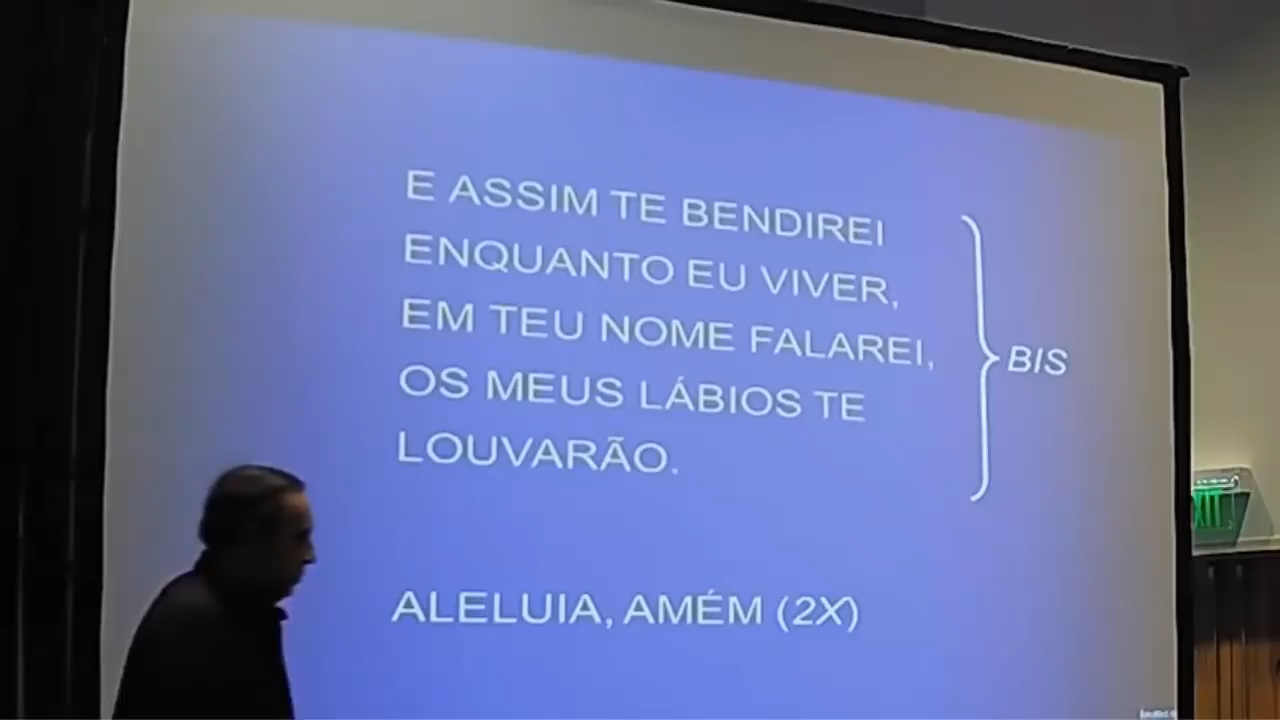 E ASSIM TE BENDIREI
ENQUANTO EU VIVER,
EM TEU NOME FALAREI,
OS MEUS LÁBIOS TE
LOUVARÃO.
BIS
ALELUIA, AMÉM (2X)
EXIT